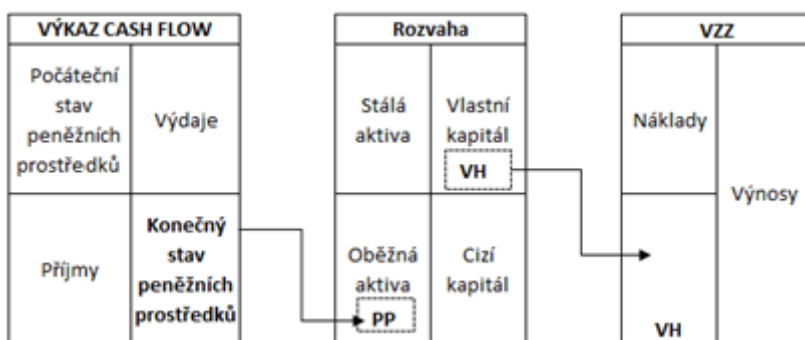 VÝKAZ CASH FLOW
Počáteční
stav
peněžních
prostředků
Výdaje
Příjmy
Konečný
stav
peněžních
prostředků
Rozvaha
Stálá
aktiva
Vlastní
kapitál
VH
Oběžná
aktiva
PP
Cizí
kapitál
VZZ
Náklady
Výnosy
VH